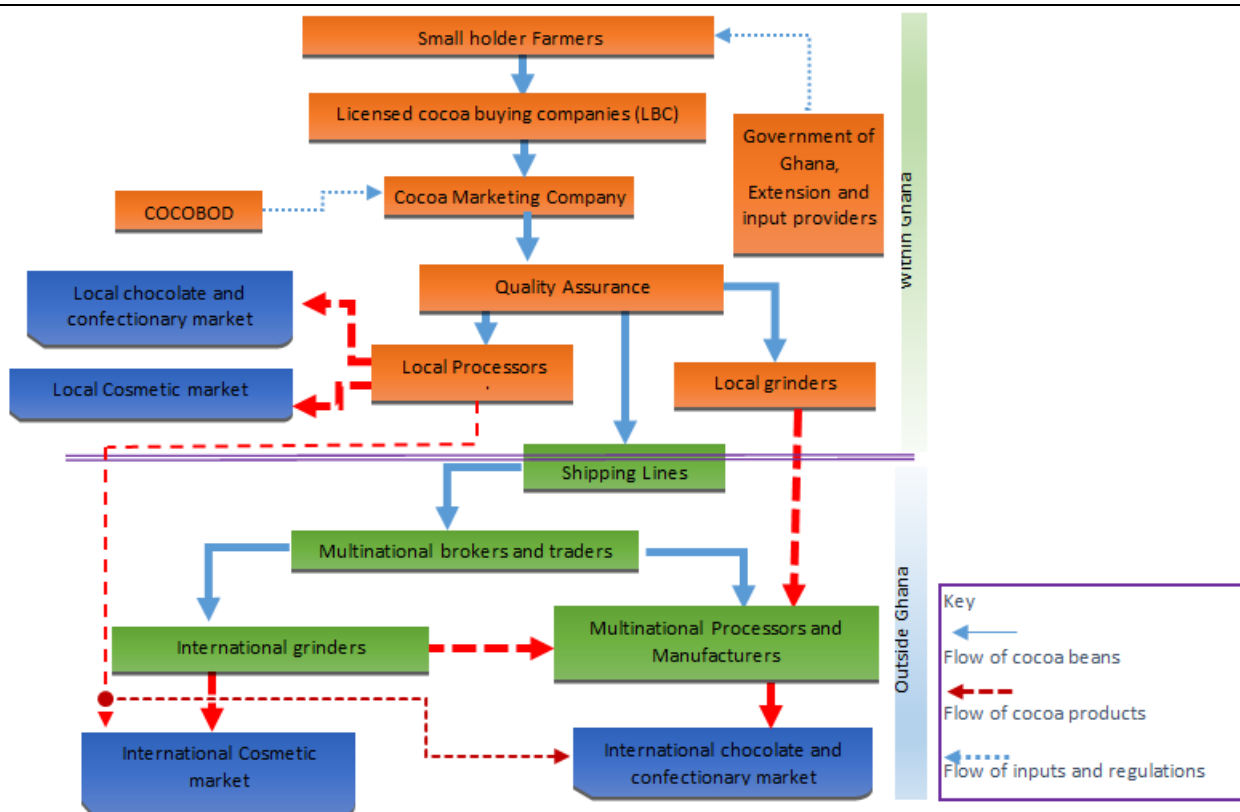 Small holder Farmers
Licensed cocoa buying companies (LBC)
Government of
Ghana,
Extension and
input providers
Cocoa Marketing Company
COCOBOD
Within Ghana
Quality Assurance
Local chocolate and
confectionary market
Local Processors
Local Cosmetic market
Local grinders
Shipping Lines
Multinational brokers and traders
Outside Ghana
International grinders
Multinational Processors and
Manufacturers
International Cosmetic
market
International chocolate and
confectionary market
Key
Flow of cocoa beans
Flow of cocoa products
Flow of inputs and regulations